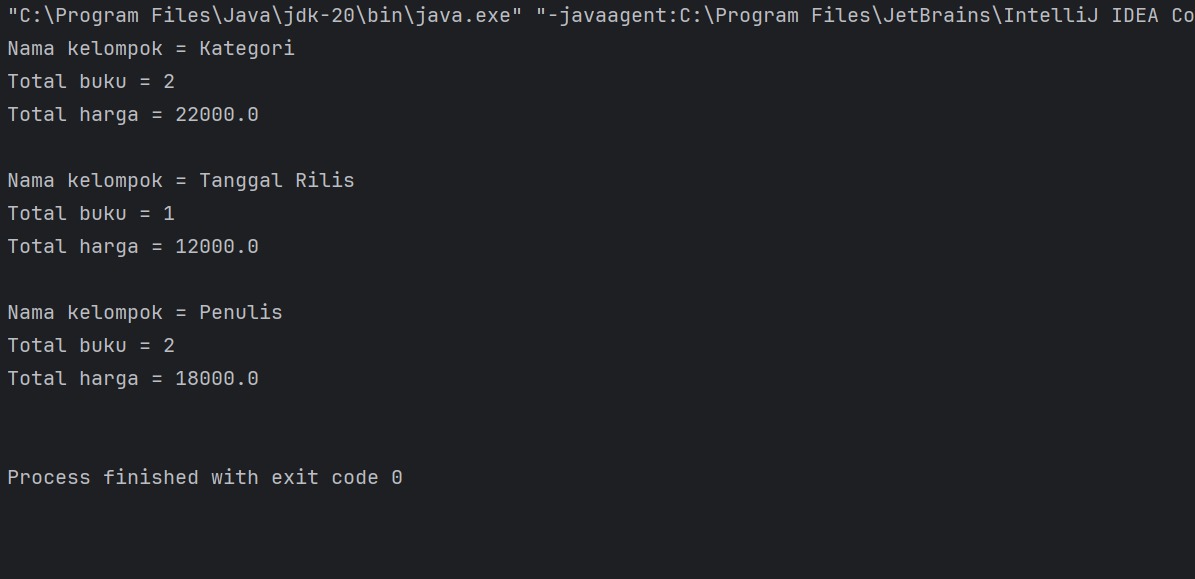 "C:\Program Files\Java\jdk-20\bin\java.exe" "-javaagent:C:\Program Files\JetBrains\IntelliJ IDEA Co
Nama kelompok = Kategori
Total buku = 2
Total harga = 22000.0
Nama kelompok = Tanggal Rilis
Total buku = 1
Total harga = 12000.0
Nama kelompok = Penulis
Total buku = 2
Total harga = 18000.0
Process finished with exit code 0